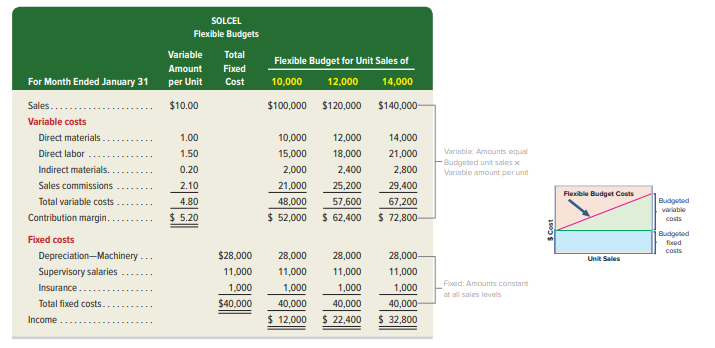 SOLCEL
Flexible Budgets
Variable Total
Amount Fixed Flexible Budget for Unit Sales of
For Month Ended January 31 per Unit Cost 10,000 12,000 14,000
Sales...................... $10.00 $100,000 $120,000 $140,000
Variable costs
Direct materials........... 1.00 10,000 12,000 14,000
Direct labor .............. 1.50 15,000 18,000 21,000
Indirect materials.......... 0.20 2,000 2,400 2,800
Sales commissions ........ 2.10 21,000 25,200 29,400
Total variable costs ........ 4.80 48,000 57,600 67,200
Contribution margin.......... $ 5.20 $ 52,000 $ 62,400 $ 72,800
Fixed costs
Depreciation—Machinery ... $28,000 28,000 28,000 28,000
Supervisory salaries ....... 11,000 11,000 11,000 11,000
Insurance................. 1,000 1,000 1,000 1,000
Total fixed costs............ $40,000 40,000 40,000 40,000
Income .................... $ 12,000 $ 22,400 $ 32,800
Variable: Amounts equal
Budgeted unit sales x
Variable amount per unit
Fixed: Amounts constant
at all sales levels
Flexible Budget Costs
$ Cost
Unit Sales
Budgeted
variable
costs
Budgeted
fixed
costs